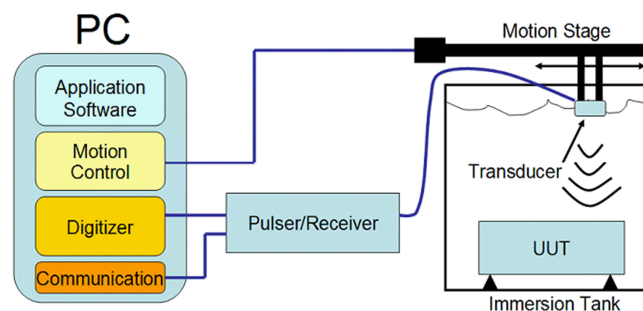 PC
Application
Software
Motion
Control
Digitizer
Communication
Pulser/Receiver
Motion Stage
Transducer
UUT
Immersion Tank